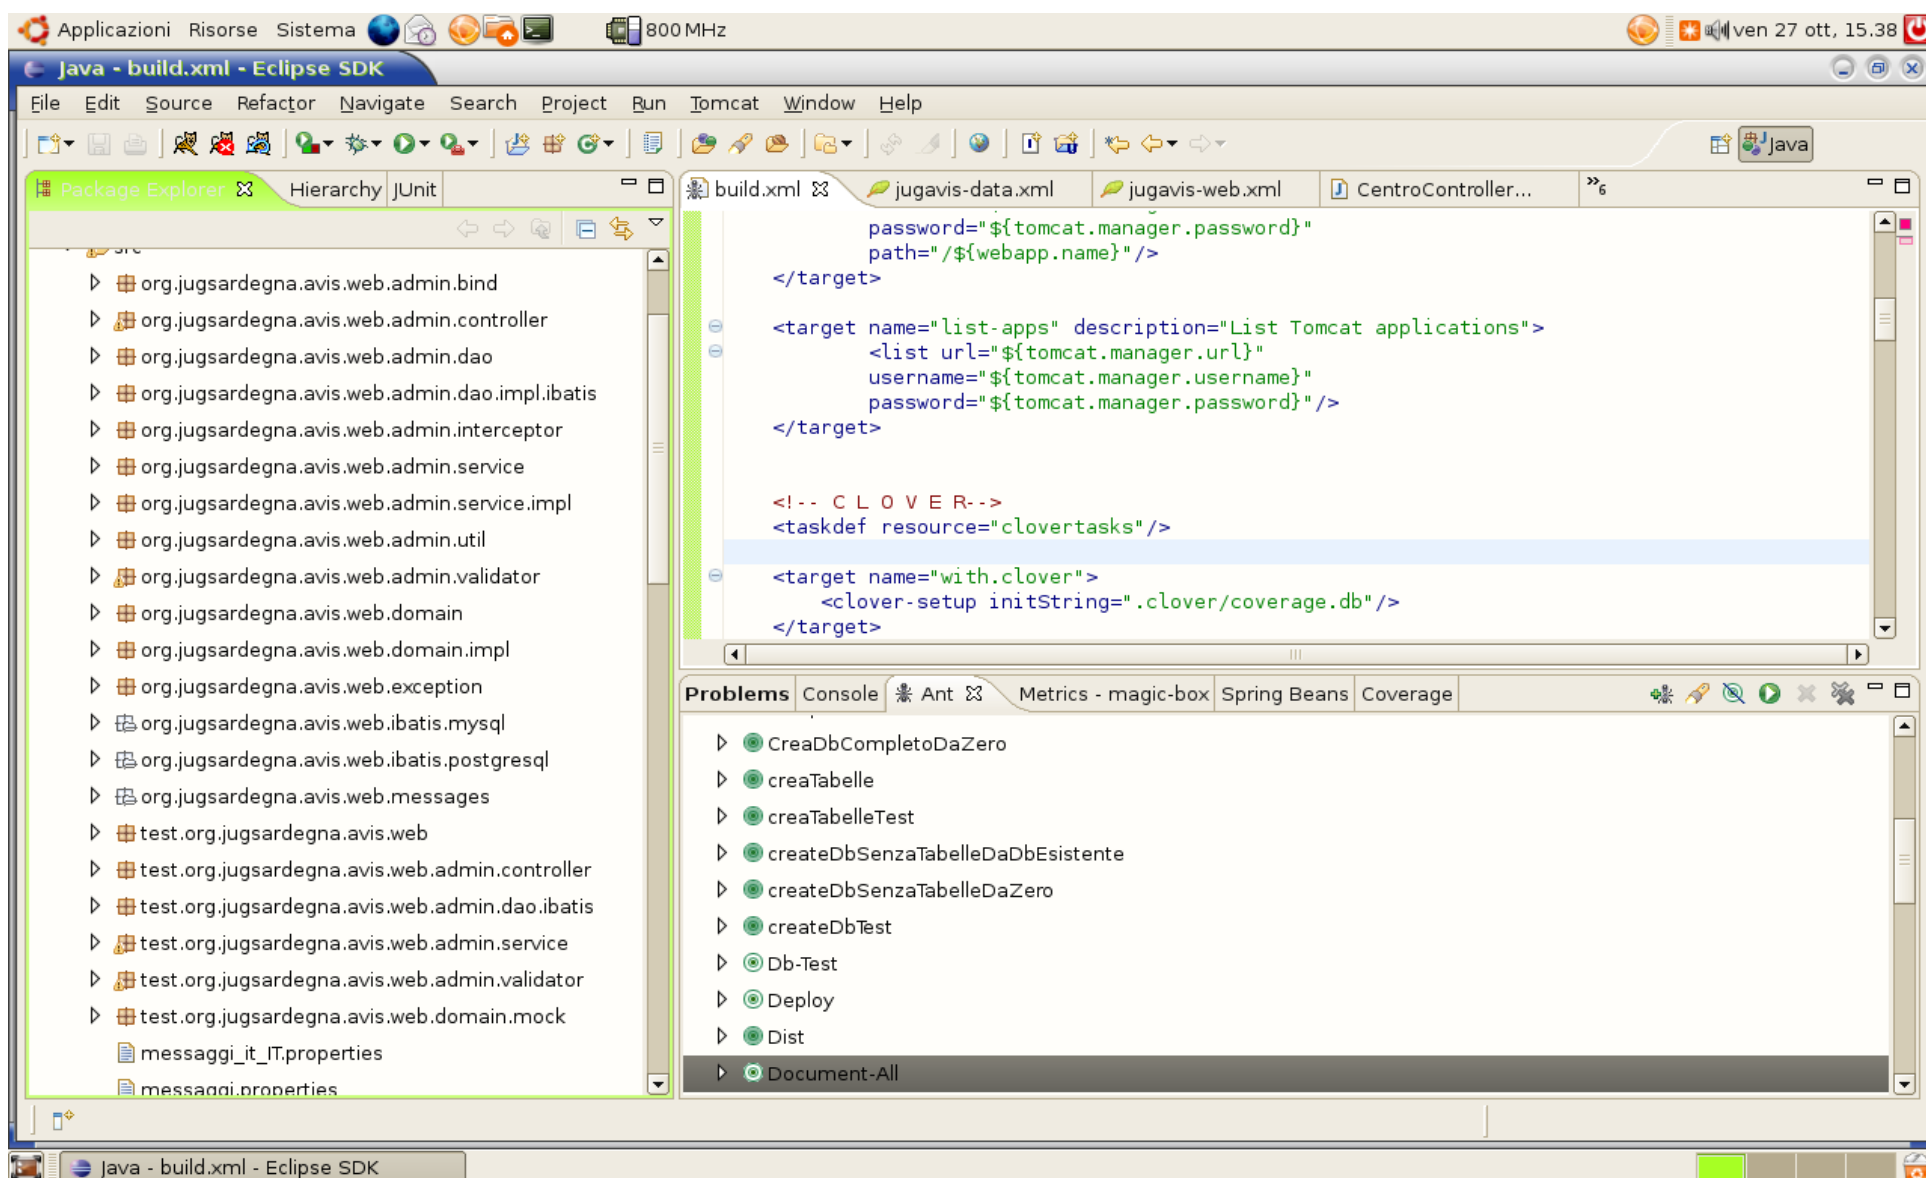 Applicazioni Risorse Sistema 800 MHz ven 27 ott, 15.38
Java - build.xml - Eclipse SDK
File Edit Source Refactor Navigate Search Project Run Tomcat Window Help
Java
Package Explorer Hierarchy JUnit
src
org.jugsardegna.avis.web.admin.bind
org.jugsardegna.avis.web.admin.controller
org.jugsardegna.avis.web.admin.dao
org.jugsardegna.avis.web.admin.dao.impl.ibatis
org.jugsardegna.avis.web.admin.interceptor
org.jugsardegna.avis.web.admin.service
org.jugsardegna.avis.web.admin.service.impl
org.jugsardegna.avis.web.admin.util
org.jugsardegna.avis.web.admin.validator
org.jugsardegna.avis.web.domain
org.jugsardegna.avis.web.domain.impl
org.jugsardegna.avis.web.exception
org.jugsardegna.avis.web.ibatis.mysql
org.jugsardegna.avis.web.ibatis.postgresql
org.jugsardegna.avis.web.messages
test.org.jugsardegna.avis.web
test.org.jugsardegna.avis.web.admin.controller
test.org.jugsardegna.avis.web.admin.dao.ibatis
test.org.jugsardegna.avis.web.admin.service
test.org.jugsardegna.avis.web.admin.validator
test.org.jugsardegna.avis.web.domain.mock
messaggi_it_IT.properties
messaggi.properties
build.xml jugavis-data.xml jugavis-web.xml CentroController... »6
password="${tomcat.manager.password}"
path="/${webapp.name}"/>
</target>
<target name="list-apps" description="List Tomcat applications">
<list url="${tomcat.manager.url}"
username="${tomcat.manager.username}"
password="${tomcat.manager.password}"/>
</target>
<!-- C L O V E R-->
<taskdef resource="clovertasks"/>
<target name="with.clover">
<clover-setup initString=".clover/coverage.db"/>
</target>
Problems Console Ant Metrics - magic-box Spring Beans Coverage
CreaDbCompletoDaZero
creaTabelle
creaTabelleTest
createDbSenzaTabelleDaDbEsistente
createDbSenzaTabelleDaZero
createDbTest
Db-Test
Deploy
Dist
Document-All
Java - build.xml - Eclipse SDK